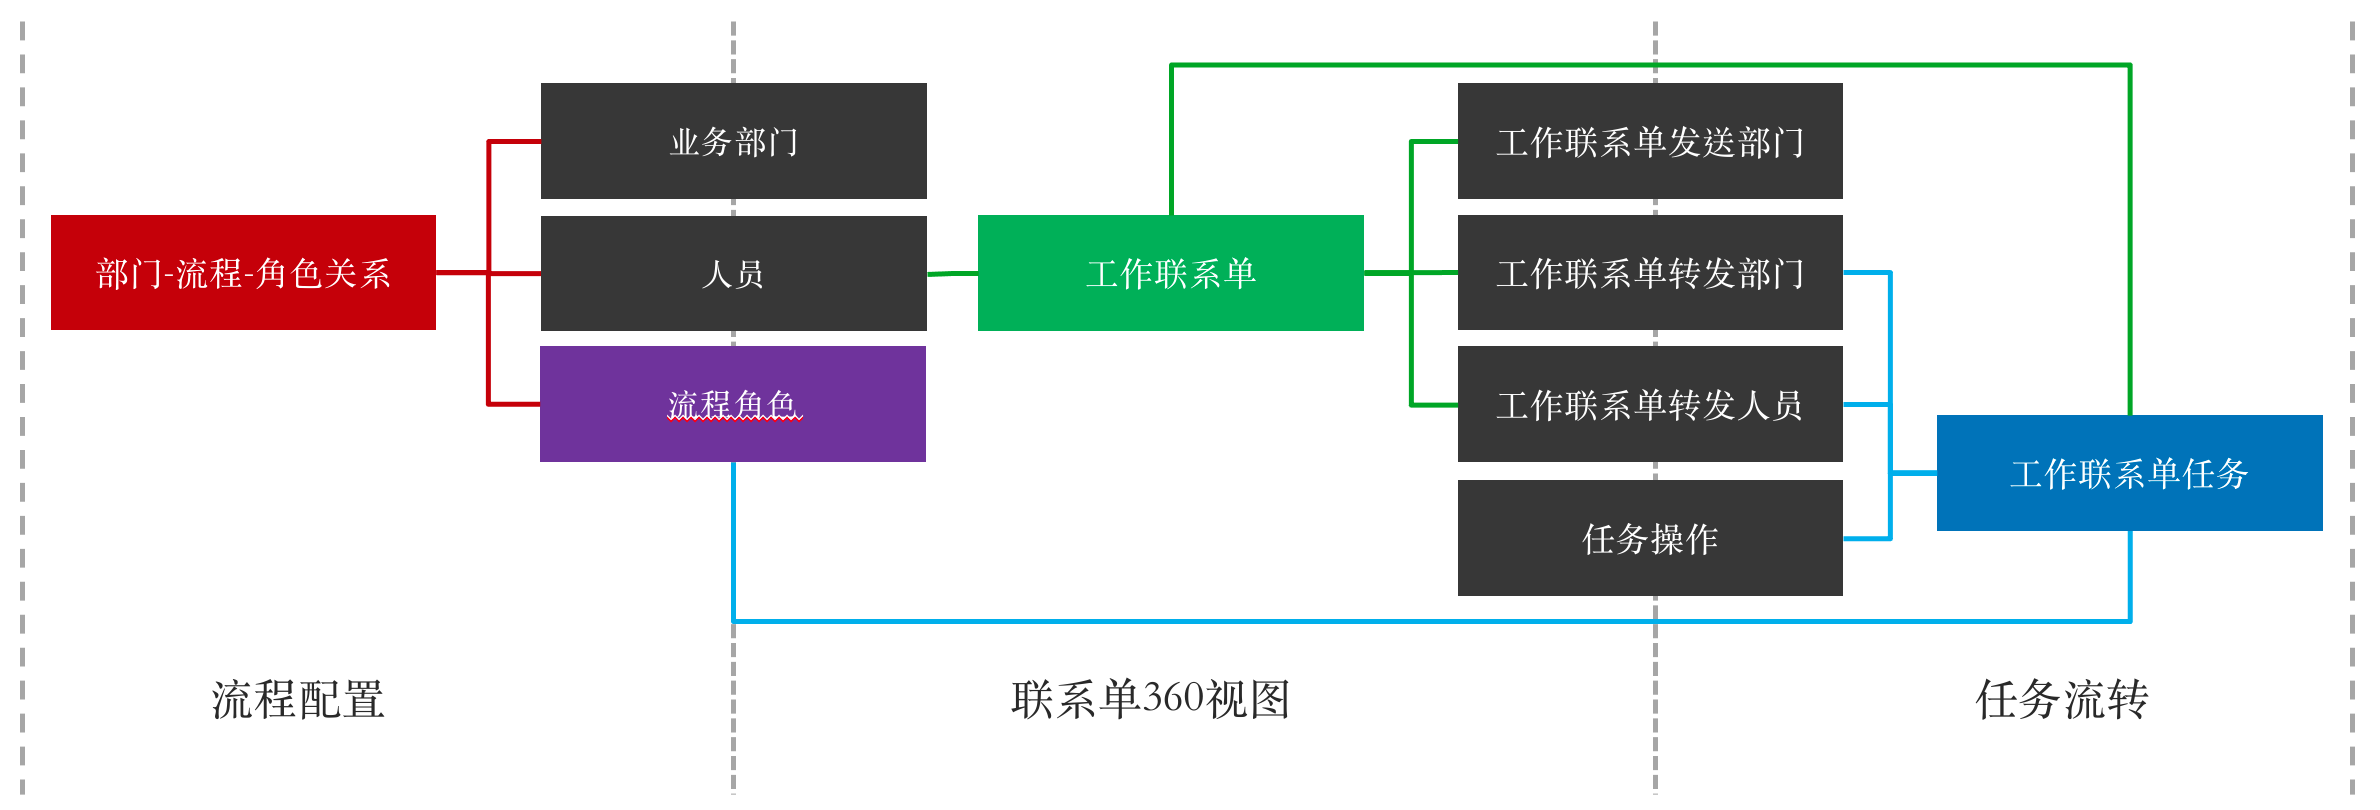 部门-流程-角色关系
业务部门
人员
流程角色
工作联系单
工作联系单发送部门
工作联系单转发部门
工作联系单转发人员
任务操作
工作联系单任务
流程配置
联系单360视图
任务流转